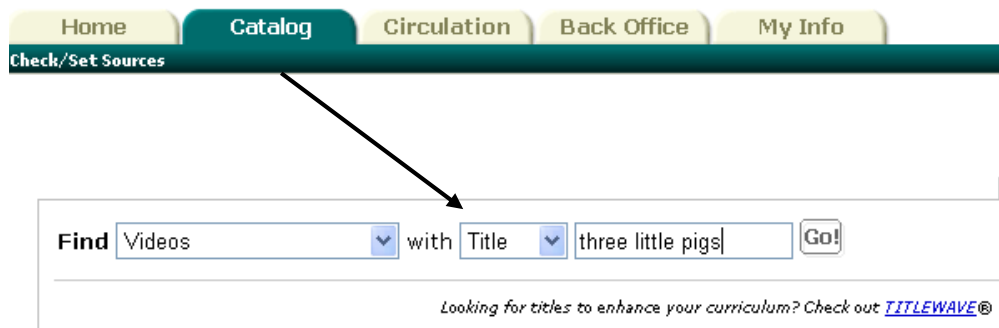 Home Catalog Circulation Back Office My Info
Check/Set Sources
Find Videos with Title three little pigs Go!
Looking for titles to enhance your curriculum? Check out TITLEWAVE®